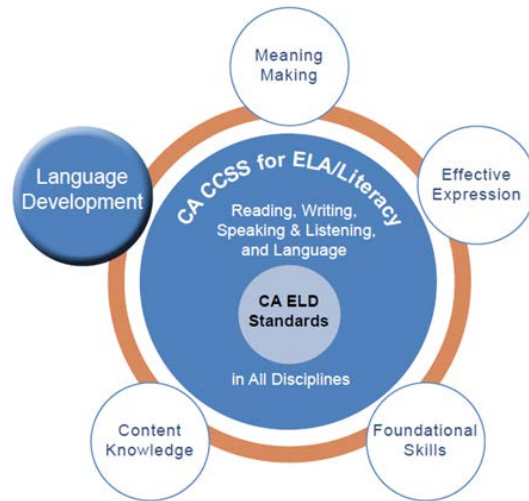 Meaning
Making
Effective
Expression
Language
Development
CA CCSS for ELA/Literacy
Reading, Writing,
Speaking & Listening,
and Language
CA ELD
Standards
in All Disciplines
Content
Knowledge
Foundational
Skills